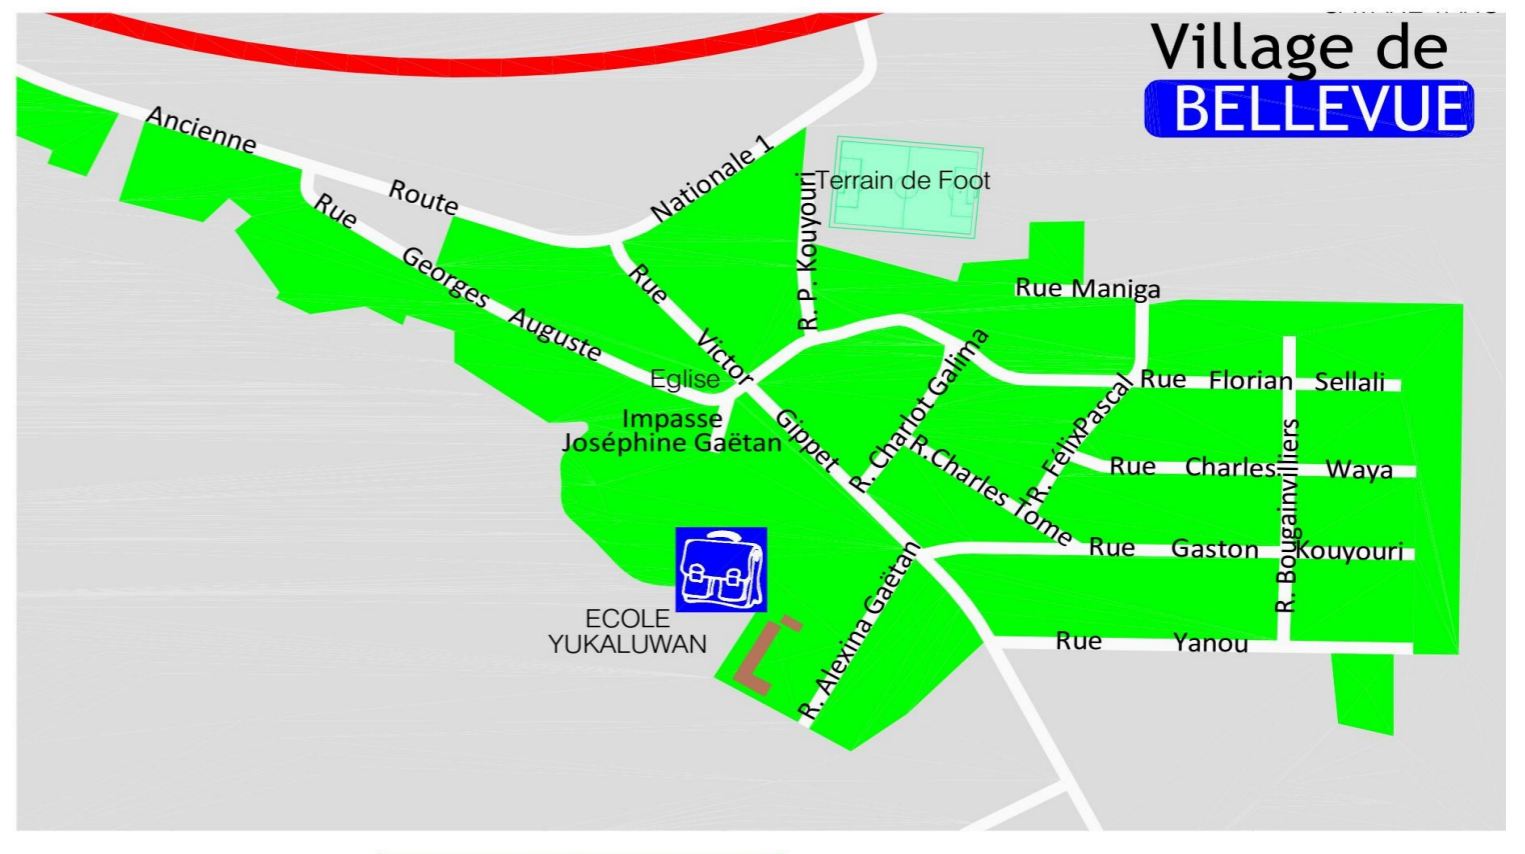 Village de
BELLEVUE
Ancienne Route Nationale 1
Terrain de Foot
R. P. Kouyouri
Rue Georges Auguste
Rue Victor Gippet
Rue Maniga
Eglise
Impasse
Joséphine Gaëtan
R. Charlot Galima
Rue Florian Sellali
R. FélixPascal
R.Charles Tome
Rue Charles Waya
R. Bougainvilliers
Rue Gaston Kouyouri
R. Alexina Gaëtan
ECOLE
YUKALUWAN
Rue Yanou